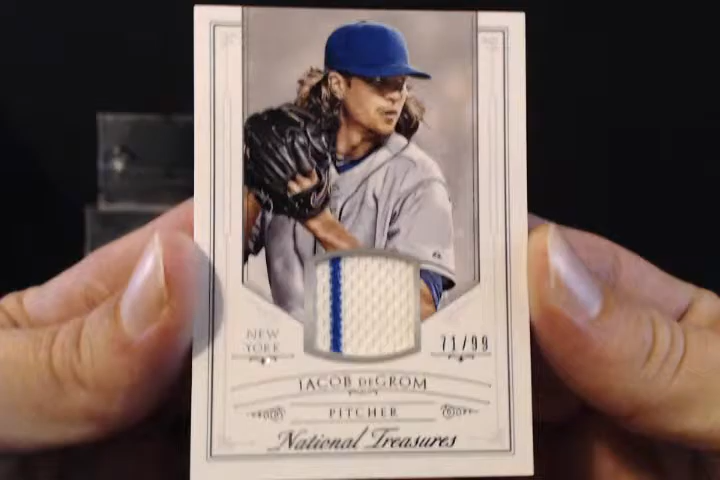 NEW
YORK
71/99
JACOB DEGROM
PITCHER
National Treasures